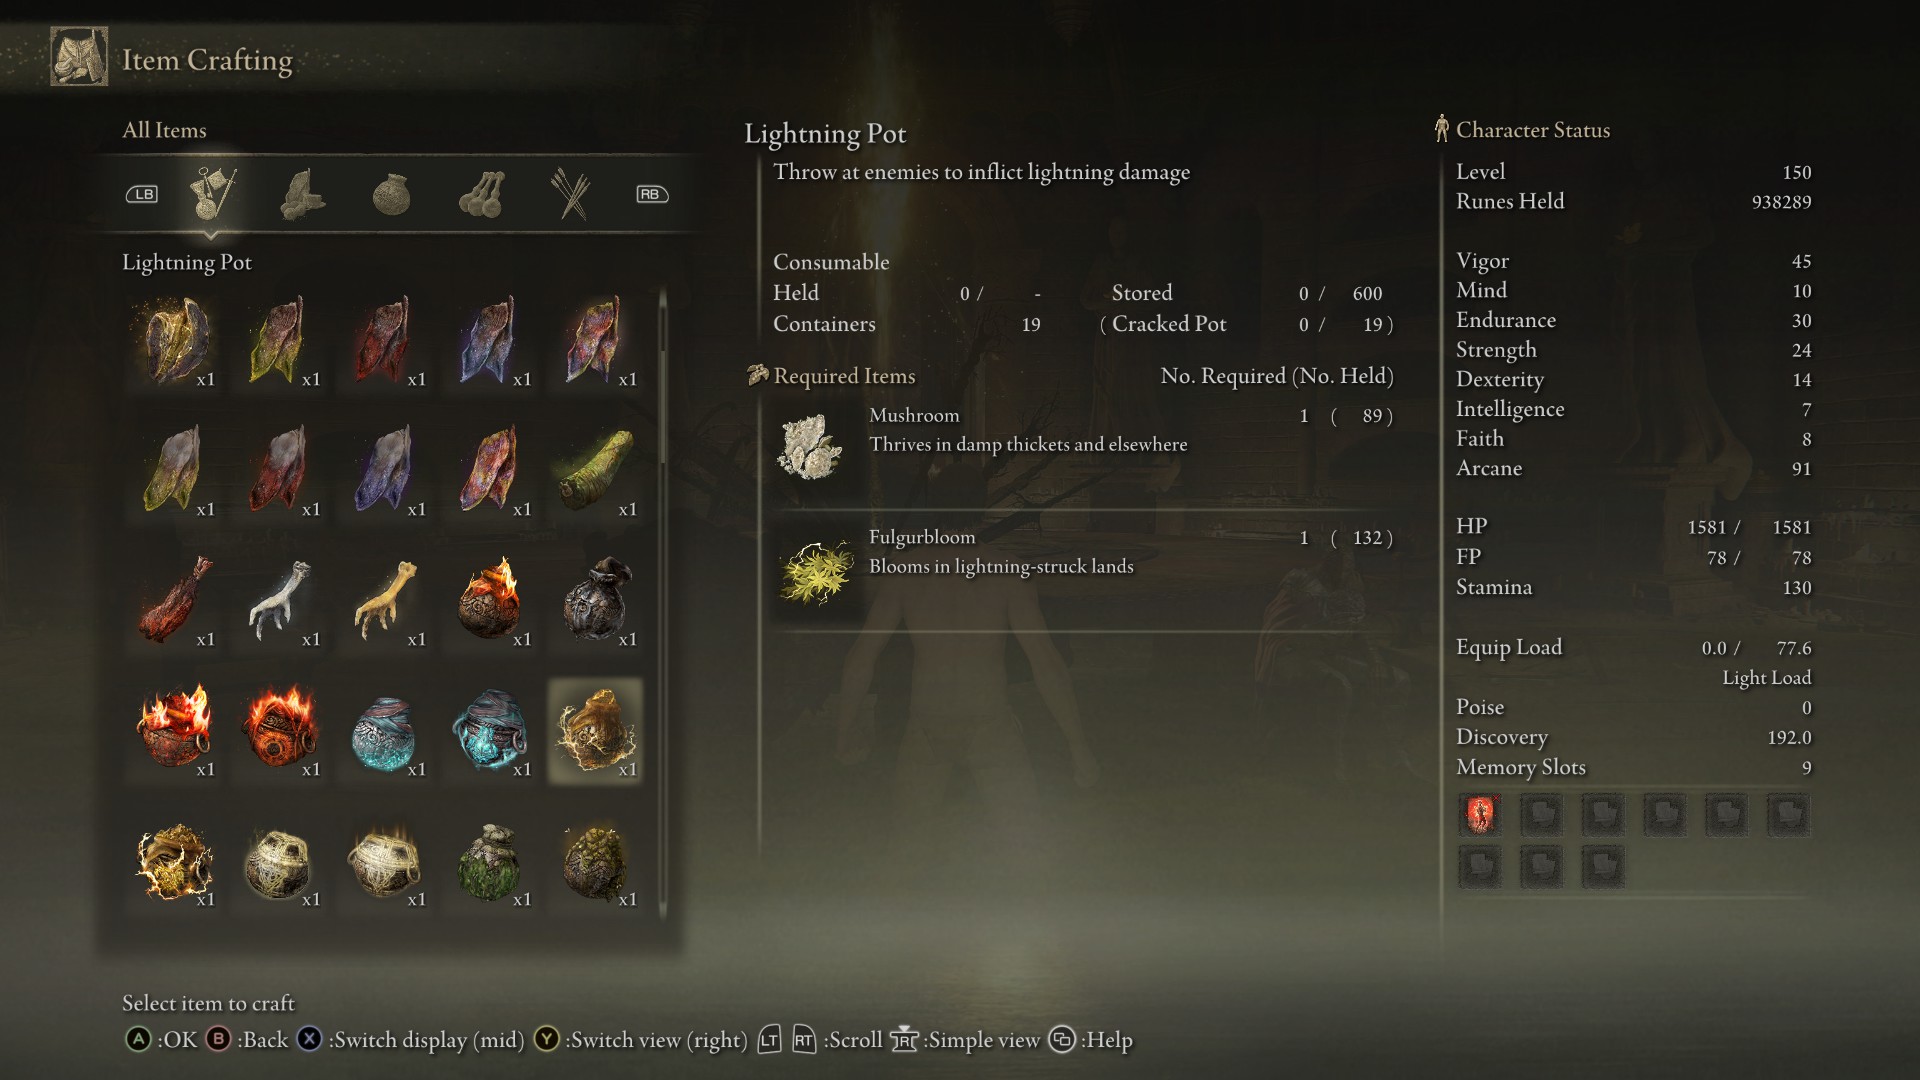 Item Crafting
All Items
LB
RB
Lightning Pot
x1 x1 x1 x1 x1
x1 x1 x1 x1 x1
x1 x1 x1 x1 x1
x1 x1 x1 x1 x1
x1 x1 x1 x1 x1
Lightning Pot
Throw at enemies to inflict lightning damage
Consumable
Held 0 / - Stored 0 / 600
Containers 19 ( Cracked Pot 0 / 19 )
Required Items No. Required (No. Held)
Mushroom 1 ( 89 )
Thrives in damp thickets and elsewhere
Fulgurbloom 1 ( 132 )
Blooms in lightning-struck lands
Character Status
Level 150
Runes Held 938289
Vigor 45
Mind 10
Endurance 30
Strength 24
Dexterity 14
Intelligence 7
Faith 8
Arcane 91
HP 1581 / 1581
FP 78 / 78
Stamina 130
Equip Load 0.0 / 77.6
Light Load
Poise 0
Discovery 192.0
Memory Slots 9
Select item to craft
A :OK B :Back X :Switch display (mid) Y :Switch view (right) LT RT :Scroll R :Simple view :Help